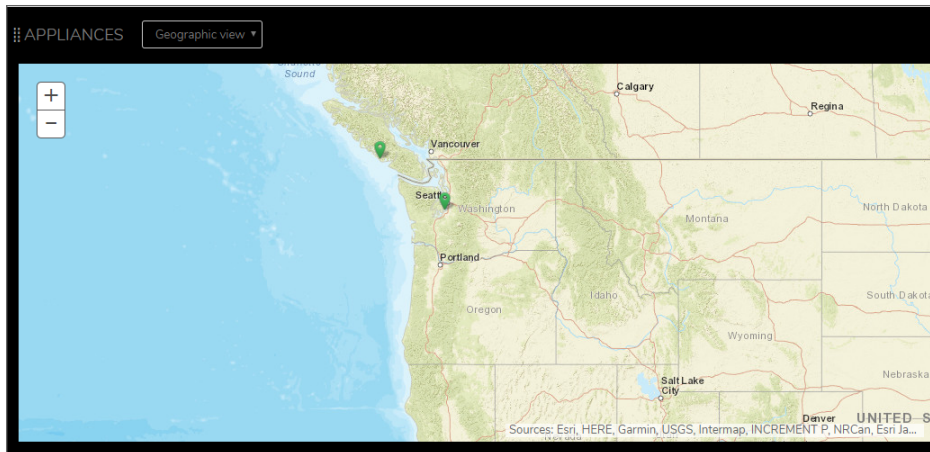 APPLIANCES Geographic view
Sound
+
−
Calgary
Regina
Vancouver
Seattle
Washington
Montana
North Dakota
Portland
Oregon
Idaho
South Dakota
Wyoming
Salt Lake
City
Nebraska
Denver
UNITED S
Nevada
Sources: Esri, HERE, Garmin, USGS, Intermap, INCREMENT P, NRCan, Esri Ja...